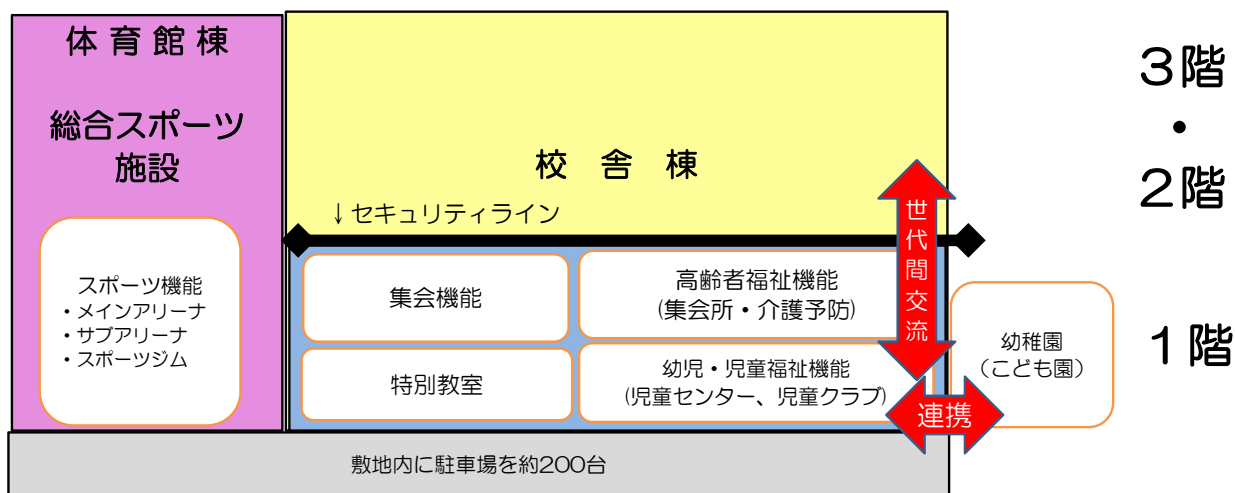 体育館棟
総合スポーツ
施設
スポーツ機能
・メインアリーナ
・サブアリーナ
・スポーツジム
校舎棟
↓セキュリティライン
集会機能
高齢者福祉機能
(集会所・介護予防)
特別教室
幼児・児童福祉機能
(児童センター、児童クラブ)
世代間交流
連携
幼稚園
(こども園)
3階
・
2階
1階
敷地内に駐車場を約200台